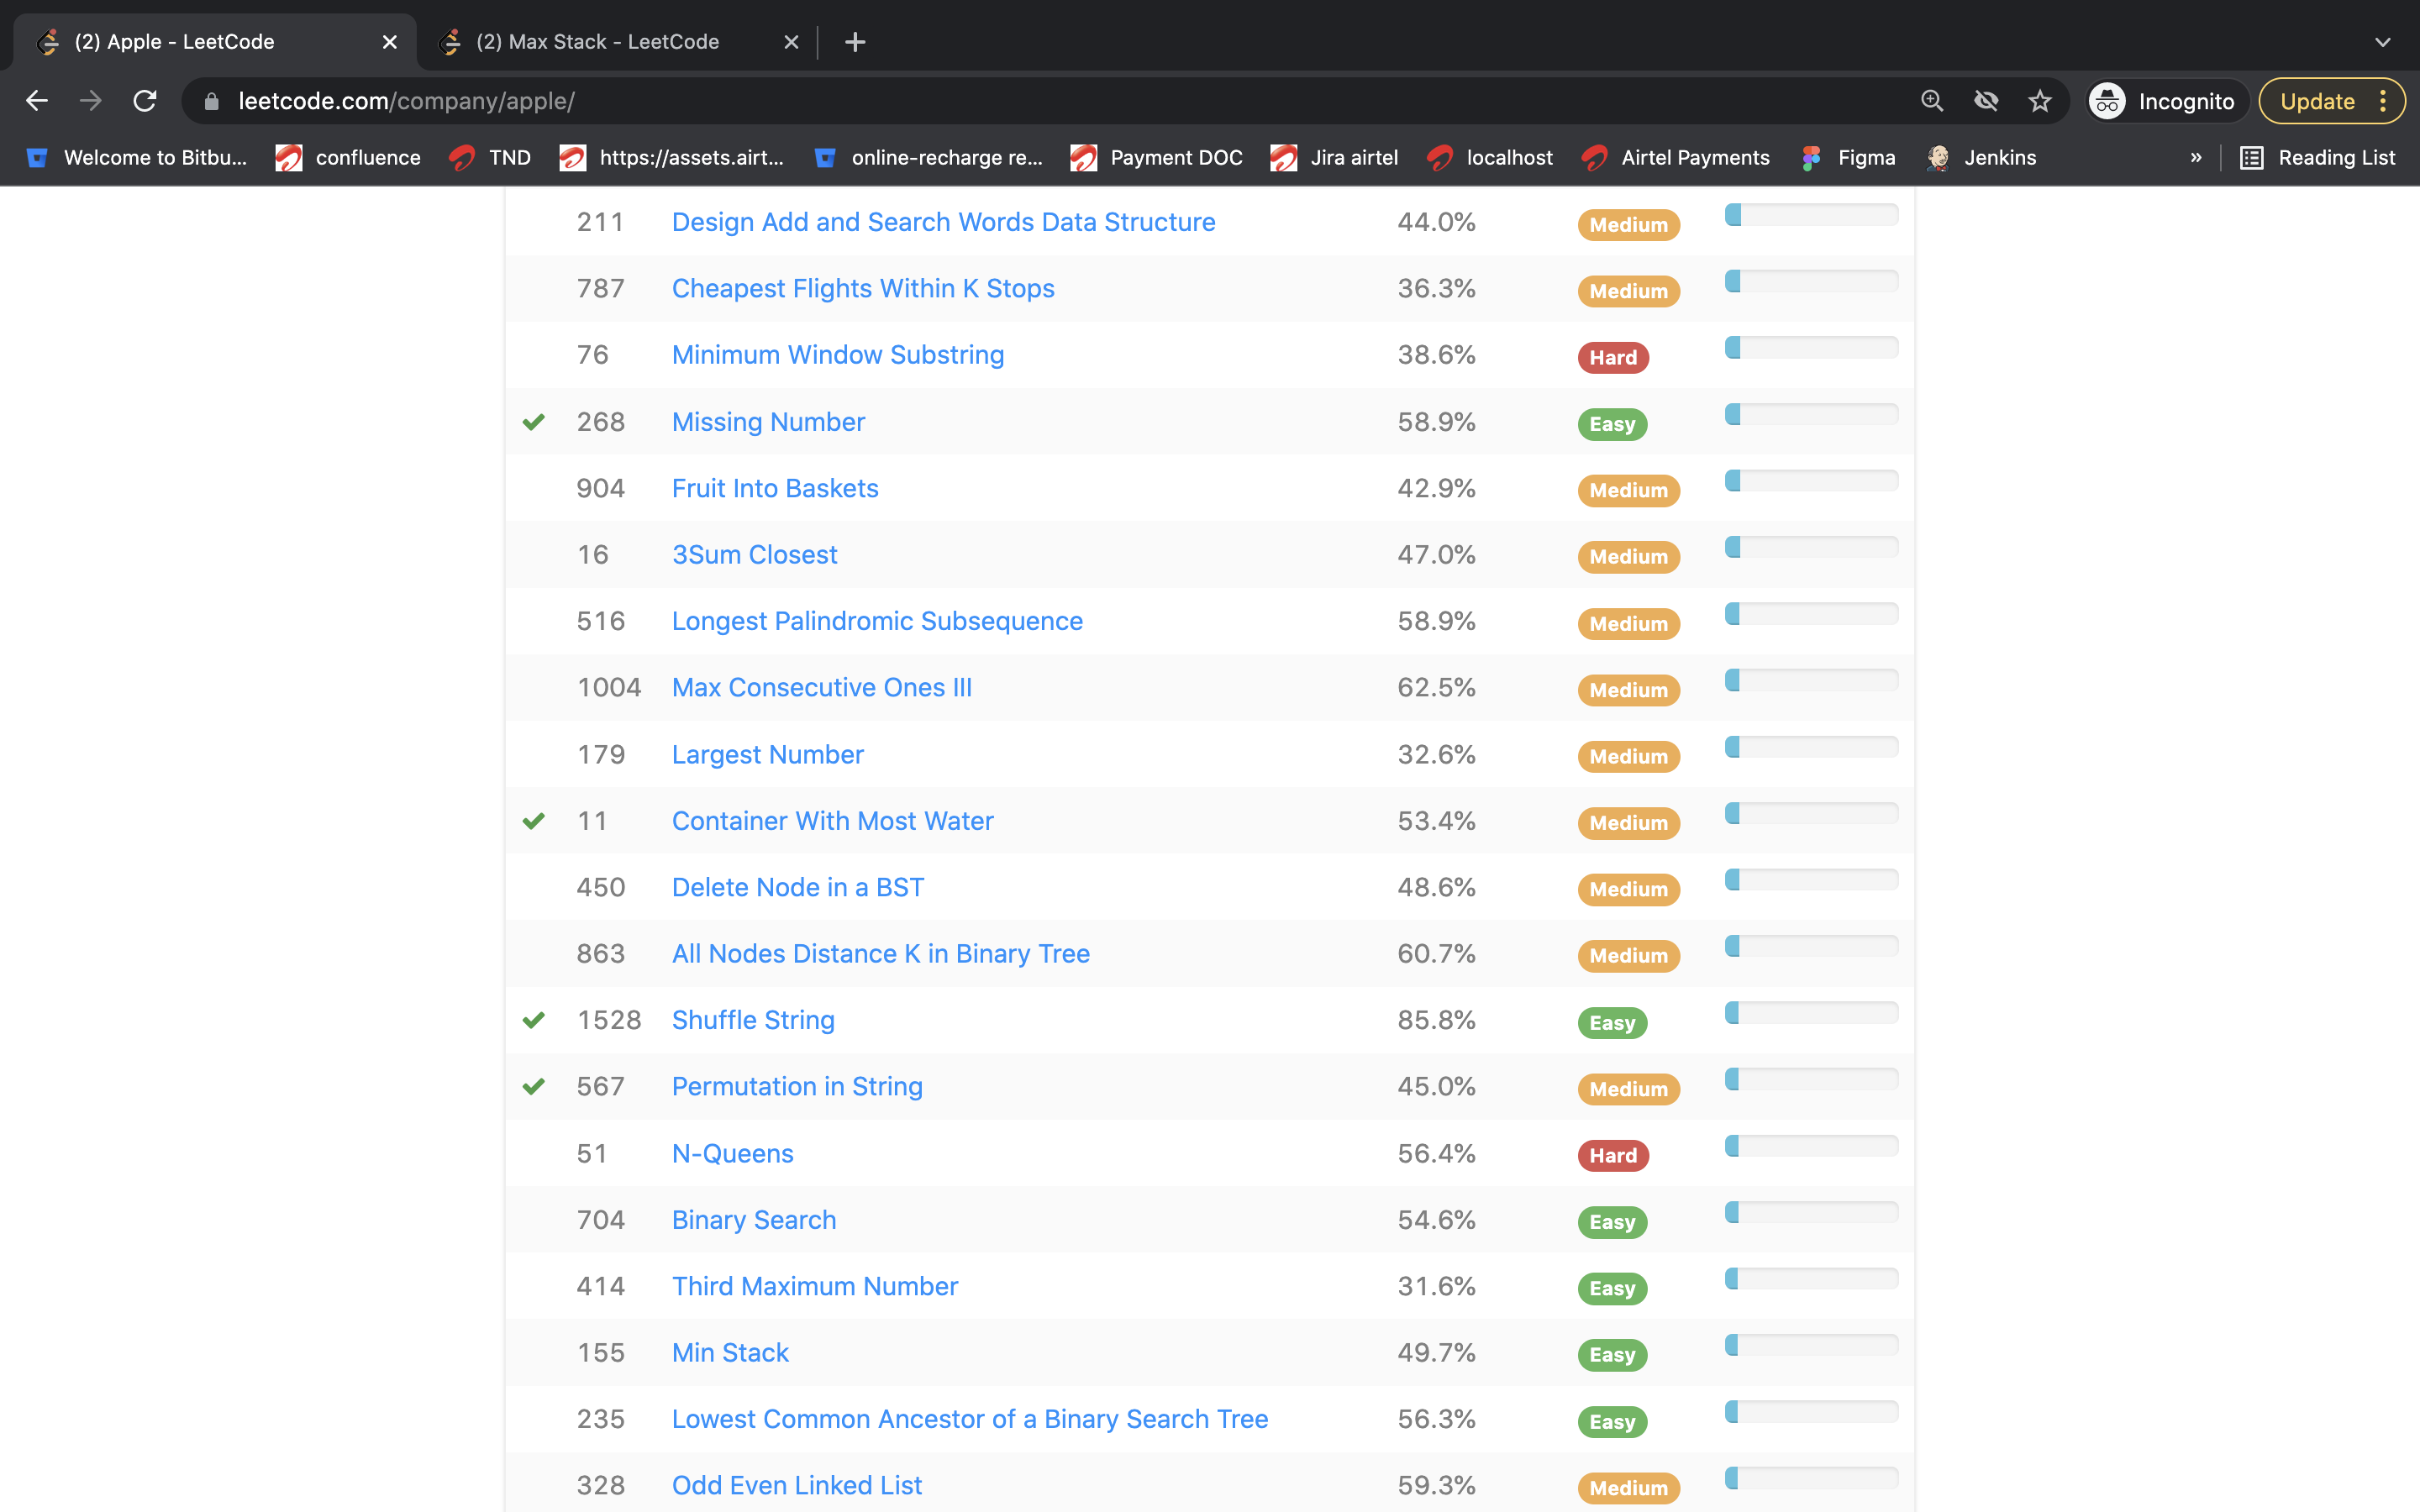 (2) Apple - LeetCode
(2) Max Stack - LeetCode
leetcode.com/company/apple/
Incognito
Update
Welcome to Bitbu...
confluence
TND
https://assets.airt...
online-recharge re...
Payment DOC
Jira airtel
localhost
Airtel Payments
Figma
Jenkins
»
Reading List
211 Design Add and Search Words Data Structure 44.0% Medium
787 Cheapest Flights Within K Stops 36.3% Medium
76 Minimum Window Substring 38.6% Hard
268 Missing Number 58.9% Easy
904 Fruit Into Baskets 42.9% Medium
16 3Sum Closest 47.0% Medium
516 Longest Palindromic Subsequence 58.9% Medium
1004 Max Consecutive Ones III 62.5% Medium
179 Largest Number 32.6% Medium
11 Container With Most Water 53.4% Medium
450 Delete Node in a BST 48.6% Medium
863 All Nodes Distance K in Binary Tree 60.7% Medium
1528 Shuffle String 85.8% Easy
567 Permutation in String 45.0% Medium
51 N-Queens 56.4% Hard
704 Binary Search 54.6% Easy
414 Third Maximum Number 31.6% Easy
155 Min Stack 49.7% Easy
235 Lowest Common Ancestor of a Binary Search Tree 56.3% Easy
328 Odd Even Linked List 59.3% Medium